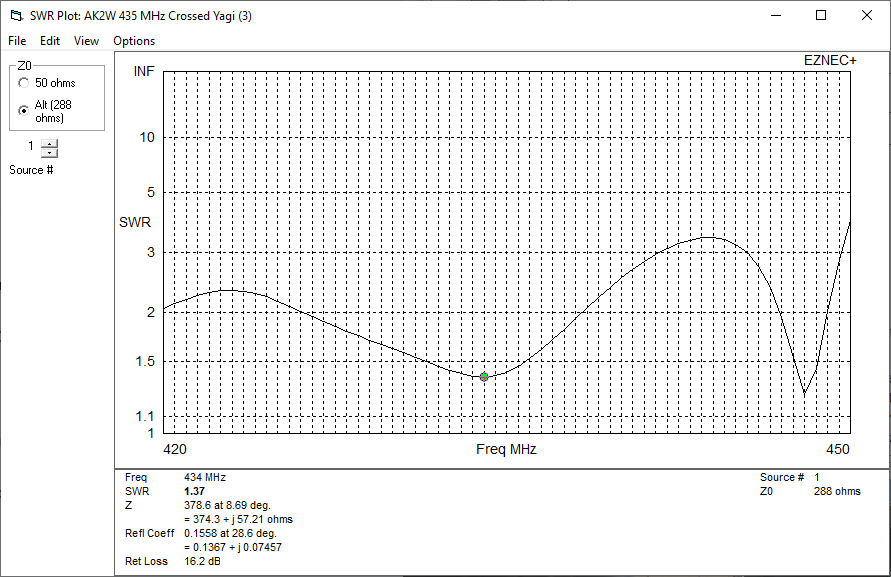 SWR Plot: AK2W 435 MHz Crossed Yagi (3)
File Edit View Options
Z0
50 ohms
Alt (288
ohms)
1
Source #
EZNEC+
INF
10
5
SWR
3
2
1.5
1.1
1
420 Freq MHz 450
Freq 434 MHz Source # 1
SWR 1.37 Z0 288 ohms
Z 378.6 at 8.69 deg.
= 374.3 + j 57.21 ohms
Refl Coeff 0.1558 at 28.6 deg.
= 0.1367 + j 0.07457
Ret Loss 16.2 dB